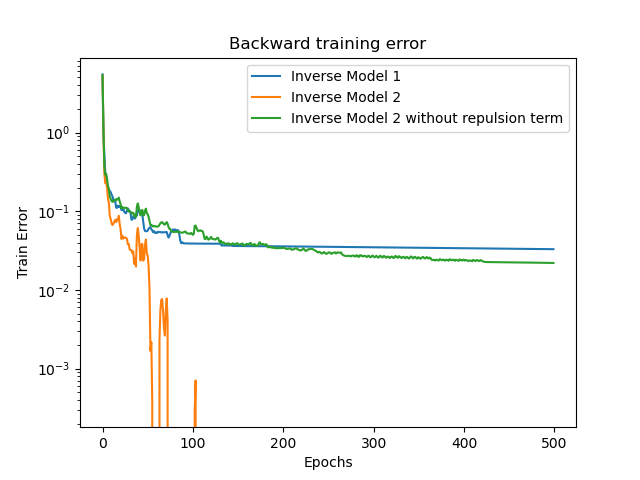 Backward training error
Inverse Model 1
Inverse Model 2
Inverse Model 2 without repulsion term
Train Error
10⁰
10⁻¹
10⁻²
10⁻³
0 100 200 300 400 500
Epochs